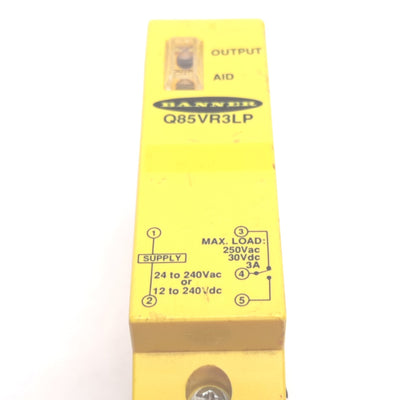 OUTPUT
AID
BANNER
Q85VR3LP
1
SUPPLY
24 to 240Vac
or
12 to 240Vdc
2
3
MAX. LOAD:
250Vac
30Vdc
3A
4
5